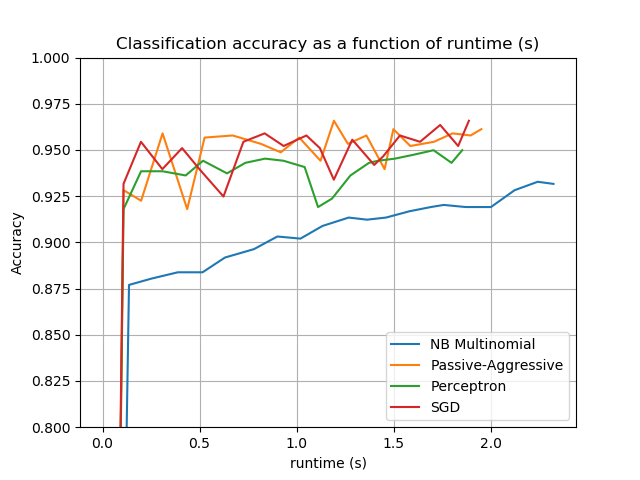 Classification accuracy as a function of runtime (s)
1.000
0.975
0.950
0.925
0.900
0.875
0.850
0.825
0.800
Accuracy
NB Multinomial
Passive-Aggressive
Perceptron
SGD
0.0 0.5 1.0 1.5 2.0
runtime (s)